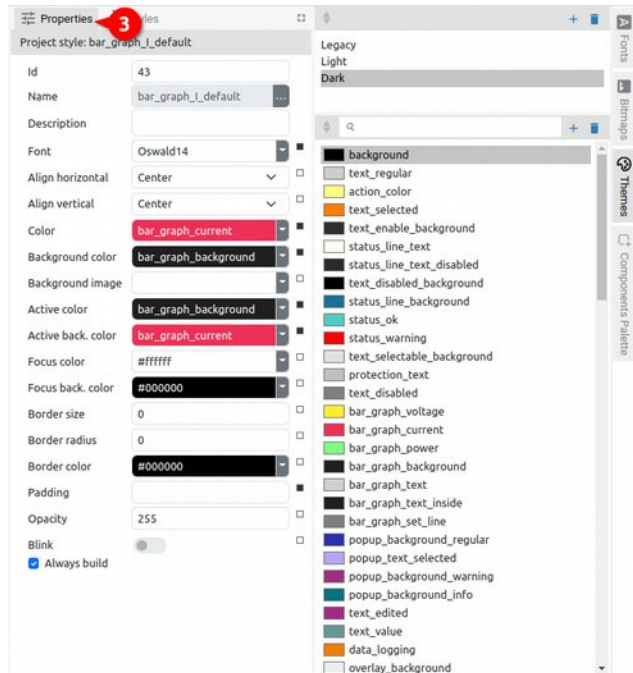 Properties
3
Project style: bar_graph_I_default
Id 43
Name bar_graph_I_default ...
Description
Font Oswald14
Align horizontal Center
Align vertical Center
Color bar_graph_current
Background color bar_graph_background
Background image
Active color bar_graph_background
Active back. color bar_graph_current
Focus color #ffffff
Focus back. color #000000
Border size 0
Border radius 0
Border color #000000
Padding
Opacity 255
Blink
Always build
Legacy
Light
Dark
background
text_regular
action_color
text_selected
text_enable_background
status_line_text
status_line_text_disabled
text_disabled_background
status_line_background
status_ok
status_warning
text_selectable_background
protection_text
text_disabled
bar_graph_voltage
bar_graph_current
bar_graph_power
bar_graph_background
bar_graph_text
bar_graph_text_inside
bar_graph_set_line
popup_background_regular
popup_text_selected
popup_background_warning
popup_background_info
text_edited
text_value
data_logging
overlay_background
Fonts
Bitmaps
Themes
Components Palette